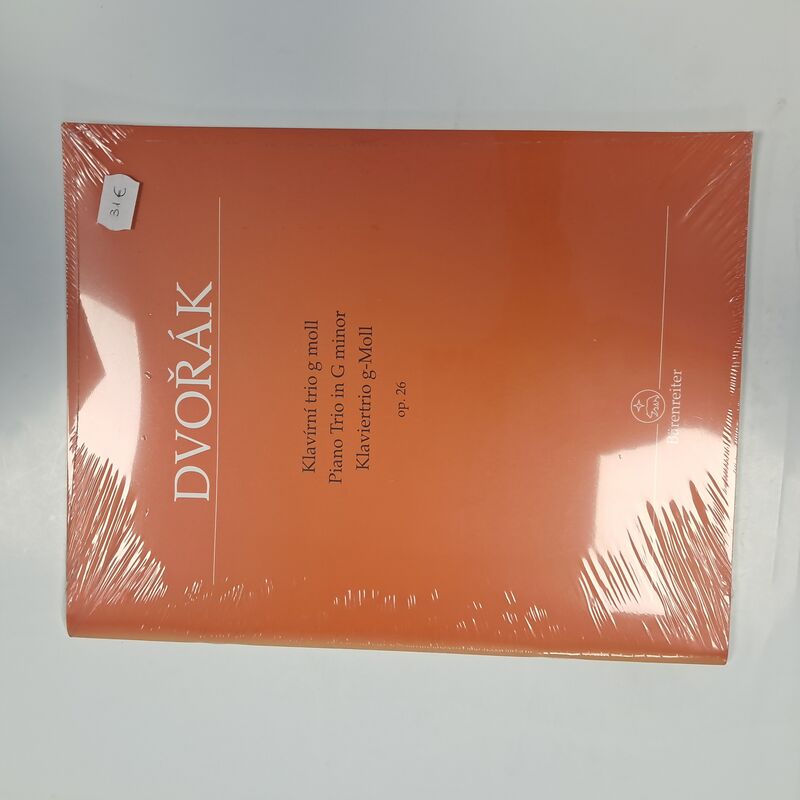 31€
DVOŘÁK
Klavírní trio g moll
Piano Trio in G minor
Klaviertrio g-Moll
op. 26
Bärenreiter